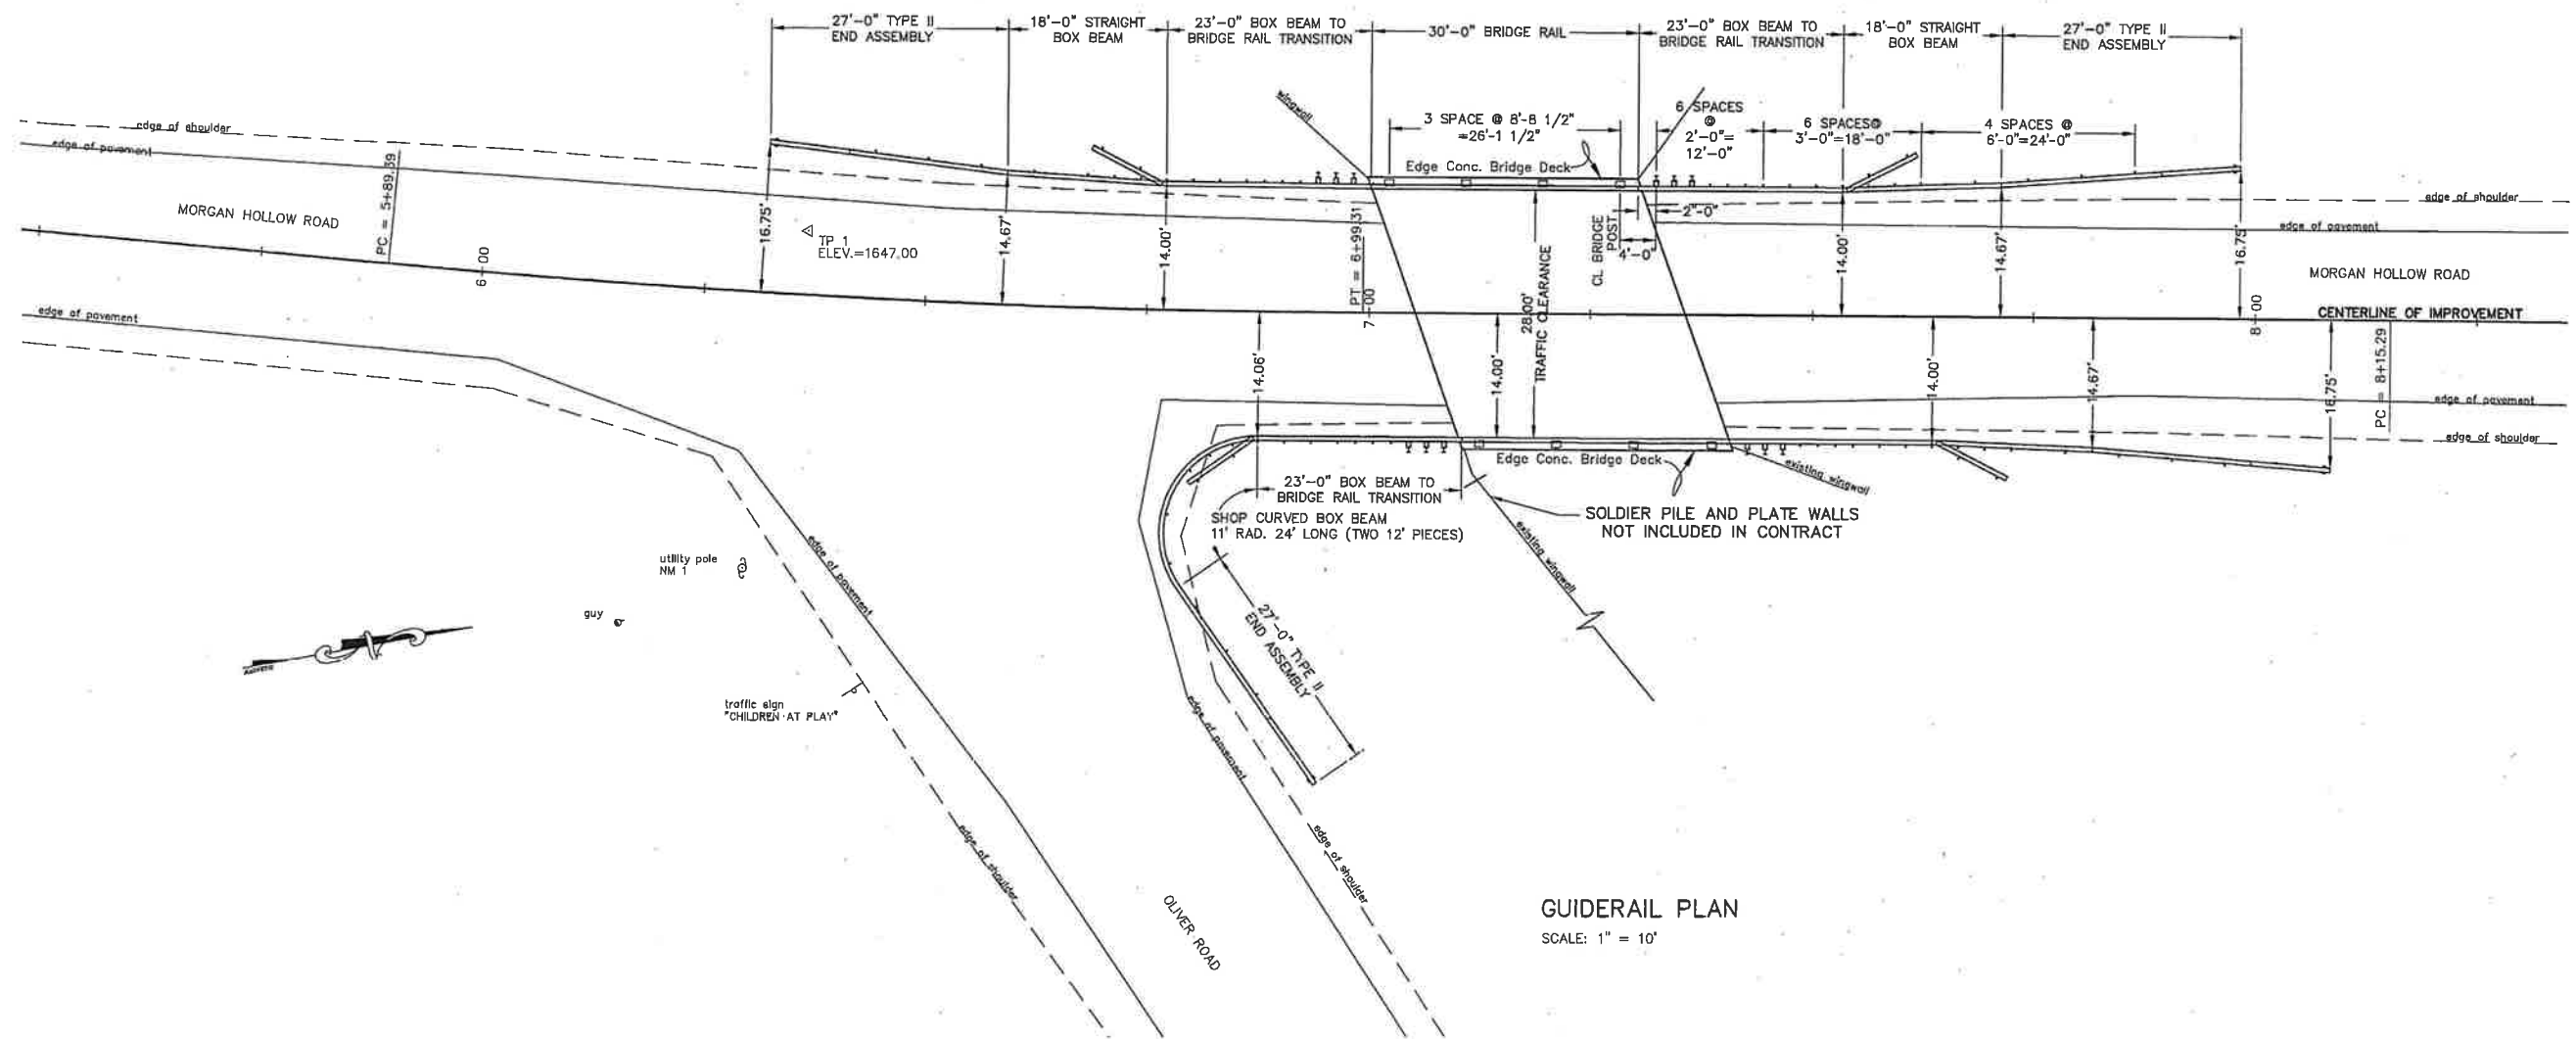 27'-0" TYPE II
END ASSEMBLY
18'-0" STRAIGHT
BOX BEAM
23'-0" BOX BEAM TO
BRIDGE RAIL TRANSITION
30'-0" BRIDGE RAIL
23'-0" BOX BEAM TO
BRIDGE RAIL TRANSITION
18'-0" STRAIGHT
BOX BEAM
27'-0" TYPE II
END ASSEMBLY
wingwall
3 SPACE @ 8'-8 1/2"
=26'-1 1/2"
6 SPACES
@
2'-0"=
12'-0"
6 SPACES@
3'-0"=18'-0"
4 SPACES @
6'-0"=24'-0"
edge of shoulder
edge of pavement
Edge Conc. Bridge Deck
MORGAN HOLLOW ROAD
PC = 5+89.39
6+00
16.75'
TP 1
ELEV.=1647.00
14.67'
14.00'
PT = 6+99.31
7+00
28.00'
TRAFFIC CLEARANCE
CL BRIDGE
POST
2'-0"
4'-0"
14.00'
14.67'
16.75'
edge of shoulder
edge of pavement
MORGAN HOLLOW ROAD
8+00
CENTERLINE OF IMPROVEMENT
edge of pavement
14.06'
14.00'
14.00'
14.67'
16.75'
PC = 8+15.29
edge of pavement
edge of shoulder
Edge Conc. Bridge Deck
existing wingwall
23'-0" BOX BEAM TO
BRIDGE RAIL TRANSITION
SHOP CURVED BOX BEAM
11' RAD. 24' LONG (TWO 12' PIECES)
SOLDIER PILE AND PLATE WALLS
NOT INCLUDED IN CONTRACT
existing wingwall
utility pole
NM 1
guy
edge of pavement
27'-0" TYPE II
END ASSEMBLY
traffic sign
"CHILDREN AT PLAY"
edge of pavement
edge of shoulder
edge of shoulder
OLIVER ROAD
GUIDERAIL PLAN
SCALE: 1" = 10'